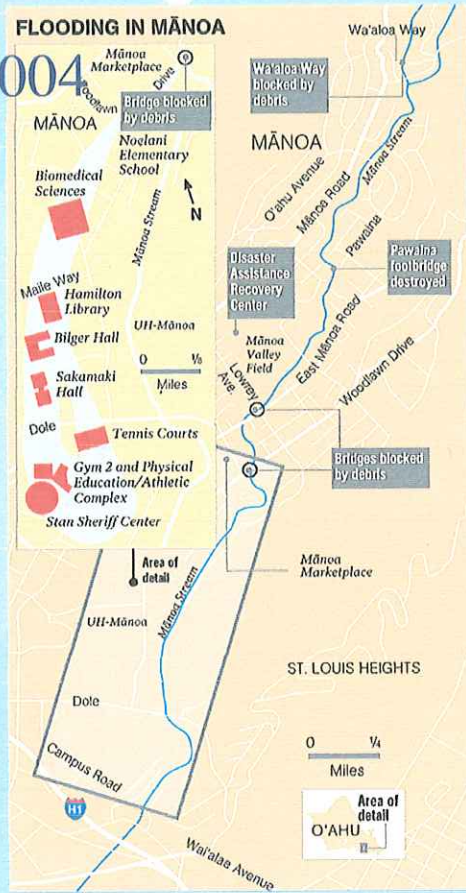 FLOODING IN MĀNOA
004
Mānoa
Marketplace
Woodlawn Drive
MĀNOA
Bridge blocked
by debris
Noelani
Elementary
School
Biomedical
Sciences
N
Mānoa Stream
Maile Way
Hamilton
Library
UH-Mānoa
Bilger Hall
0 ⅛
Miles
Sakamaki
Hall
Dole
Tennis Courts
Gym 2 and Physical
Education/Athletic
Complex
Stan Sheriff Center
Wa'aloa Way
Wa'aloa Way
blocked by
debris
MĀNOA
O'ahu Avenue
Mānoa Road
Mānoa Stream
Pawaina
Disaster
Assistance
Recovery
Center
Pawaina
footbridge
destroyed
Mānoa
Valley
Field
East Mānoa Road
Lowrey
Ave.
Woodlawn Drive
Bridges blocked
by debris
Area of
detail
Mānoa
Marketplace
UH-Mānoa
Mānoa Stream
ST. LOUIS HEIGHTS
Dole
Campus Road
0 ¼
Miles
H1
Area of
detail
O'AHU
Wai'alae Avenue